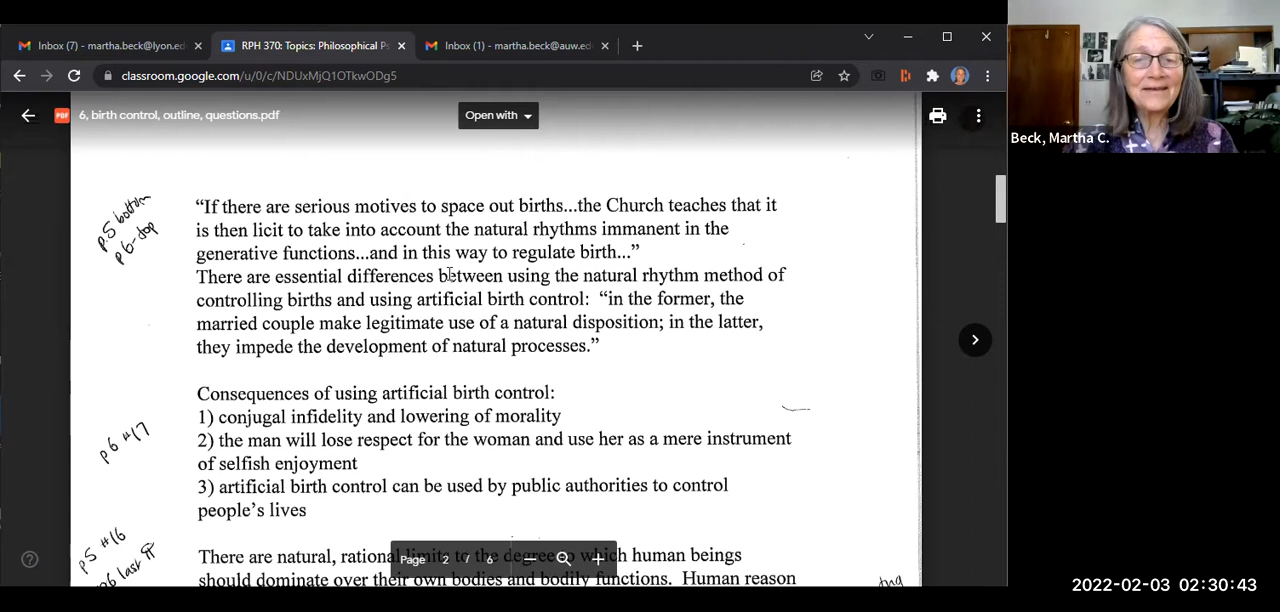 Inbox (7) - martha.beck@lyon.ed
RPH 370: Topics: Philosophical P
Inbox (1) - martha.beck@auw.ed
classroom.google.com/u/0/c/NDUxMjQ1OTkwODg5
PDF 6, birth control, outline, questions.pdf
Open with
Beck, Martha C.
p.5 bottom
p6-top
“If there are serious motives to space out births...the Church teaches that it
is then licit to take into account the natural rhythms immanent in the
generative functions...and in this way to regulate birth...”
There are essential differences between using the natural rhythm method of
controlling births and using artificial birth control: “in the former, the
married couple make legitimate use of a natural disposition; in the latter,
they impede the development of natural processes.”
Consequences of using artificial birth control:
1) conjugal infidelity and lowering of morality
p6 #17
2) the man will lose respect for the woman and use her as a mere instrument
of selfish enjoyment
3) artificial birth control can be used by public authorities to control
people’s lives
p5 #16
p6 last ¶
There are natural, rational limits to the degree to which human beings
should dominate over their own bodies and bodily functions. Human reason
Page 2 / 6
2022-02-03 02:30:43